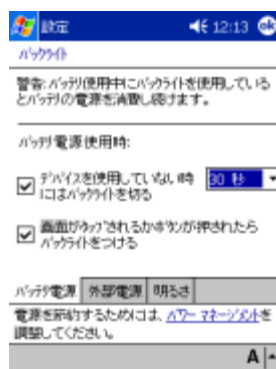 設定 12:13 ok
バックライト
警告: バッテリ使用中にバックライトを使用している
とバッテリの電源を消費し続けます。
バッテリ電源使用時:
デバイスを使用していない時 30 秒
にはバックライトを切る
画面がタップされるかボタンが押されたら
バックライトをつける
バッテリ電源 外部電源 明るさ
電源を節約するためには、パワー マネージメントを
調整してください。
A